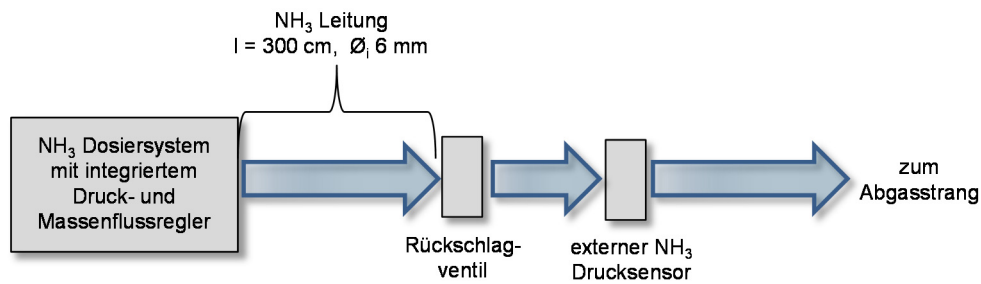 NH₃ Leitung
l = 300 cm, Øᵢ 6 mm
NH₃ Dosiersystem
mit integriertem
Druck- und
Massenflussregler
Rückschlag-
ventil
externer NH₃
Drucksensor
zum
Abgasstrang